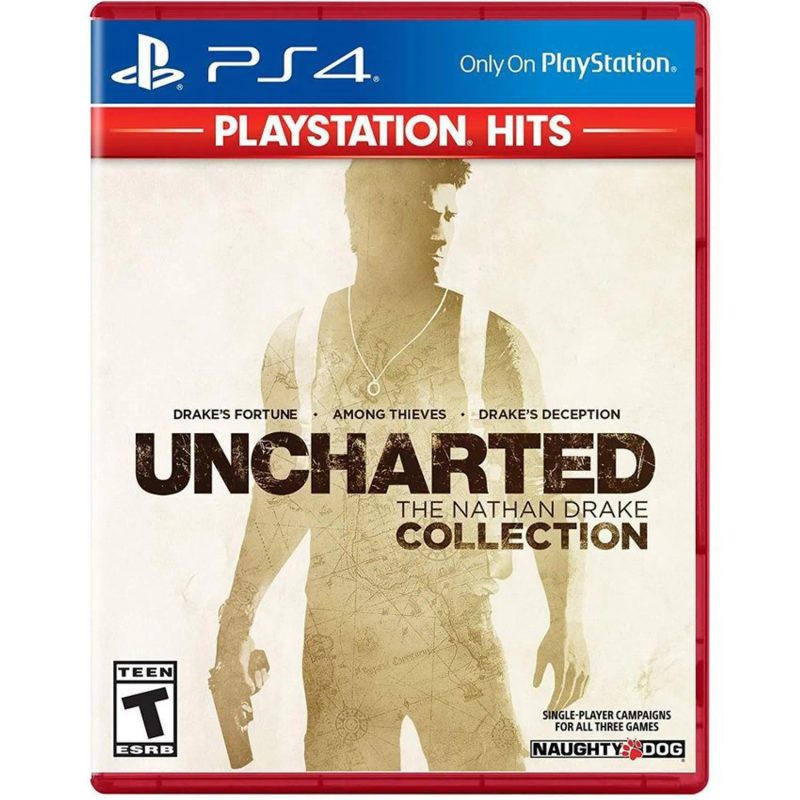 PS4
Only On PlayStation®
PLAYSTATION® HITS
DRAKE'S FORTUNE • AMONG THIEVES • DRAKE'S DECEPTION
UNCHARTED
THE NATHAN DRAKE
COLLECTION
TEEN
T
ESRB
SINGLE-PLAYER CAMPAIGNS
FOR ALL THREE GAMES
NAUGHTY DOG